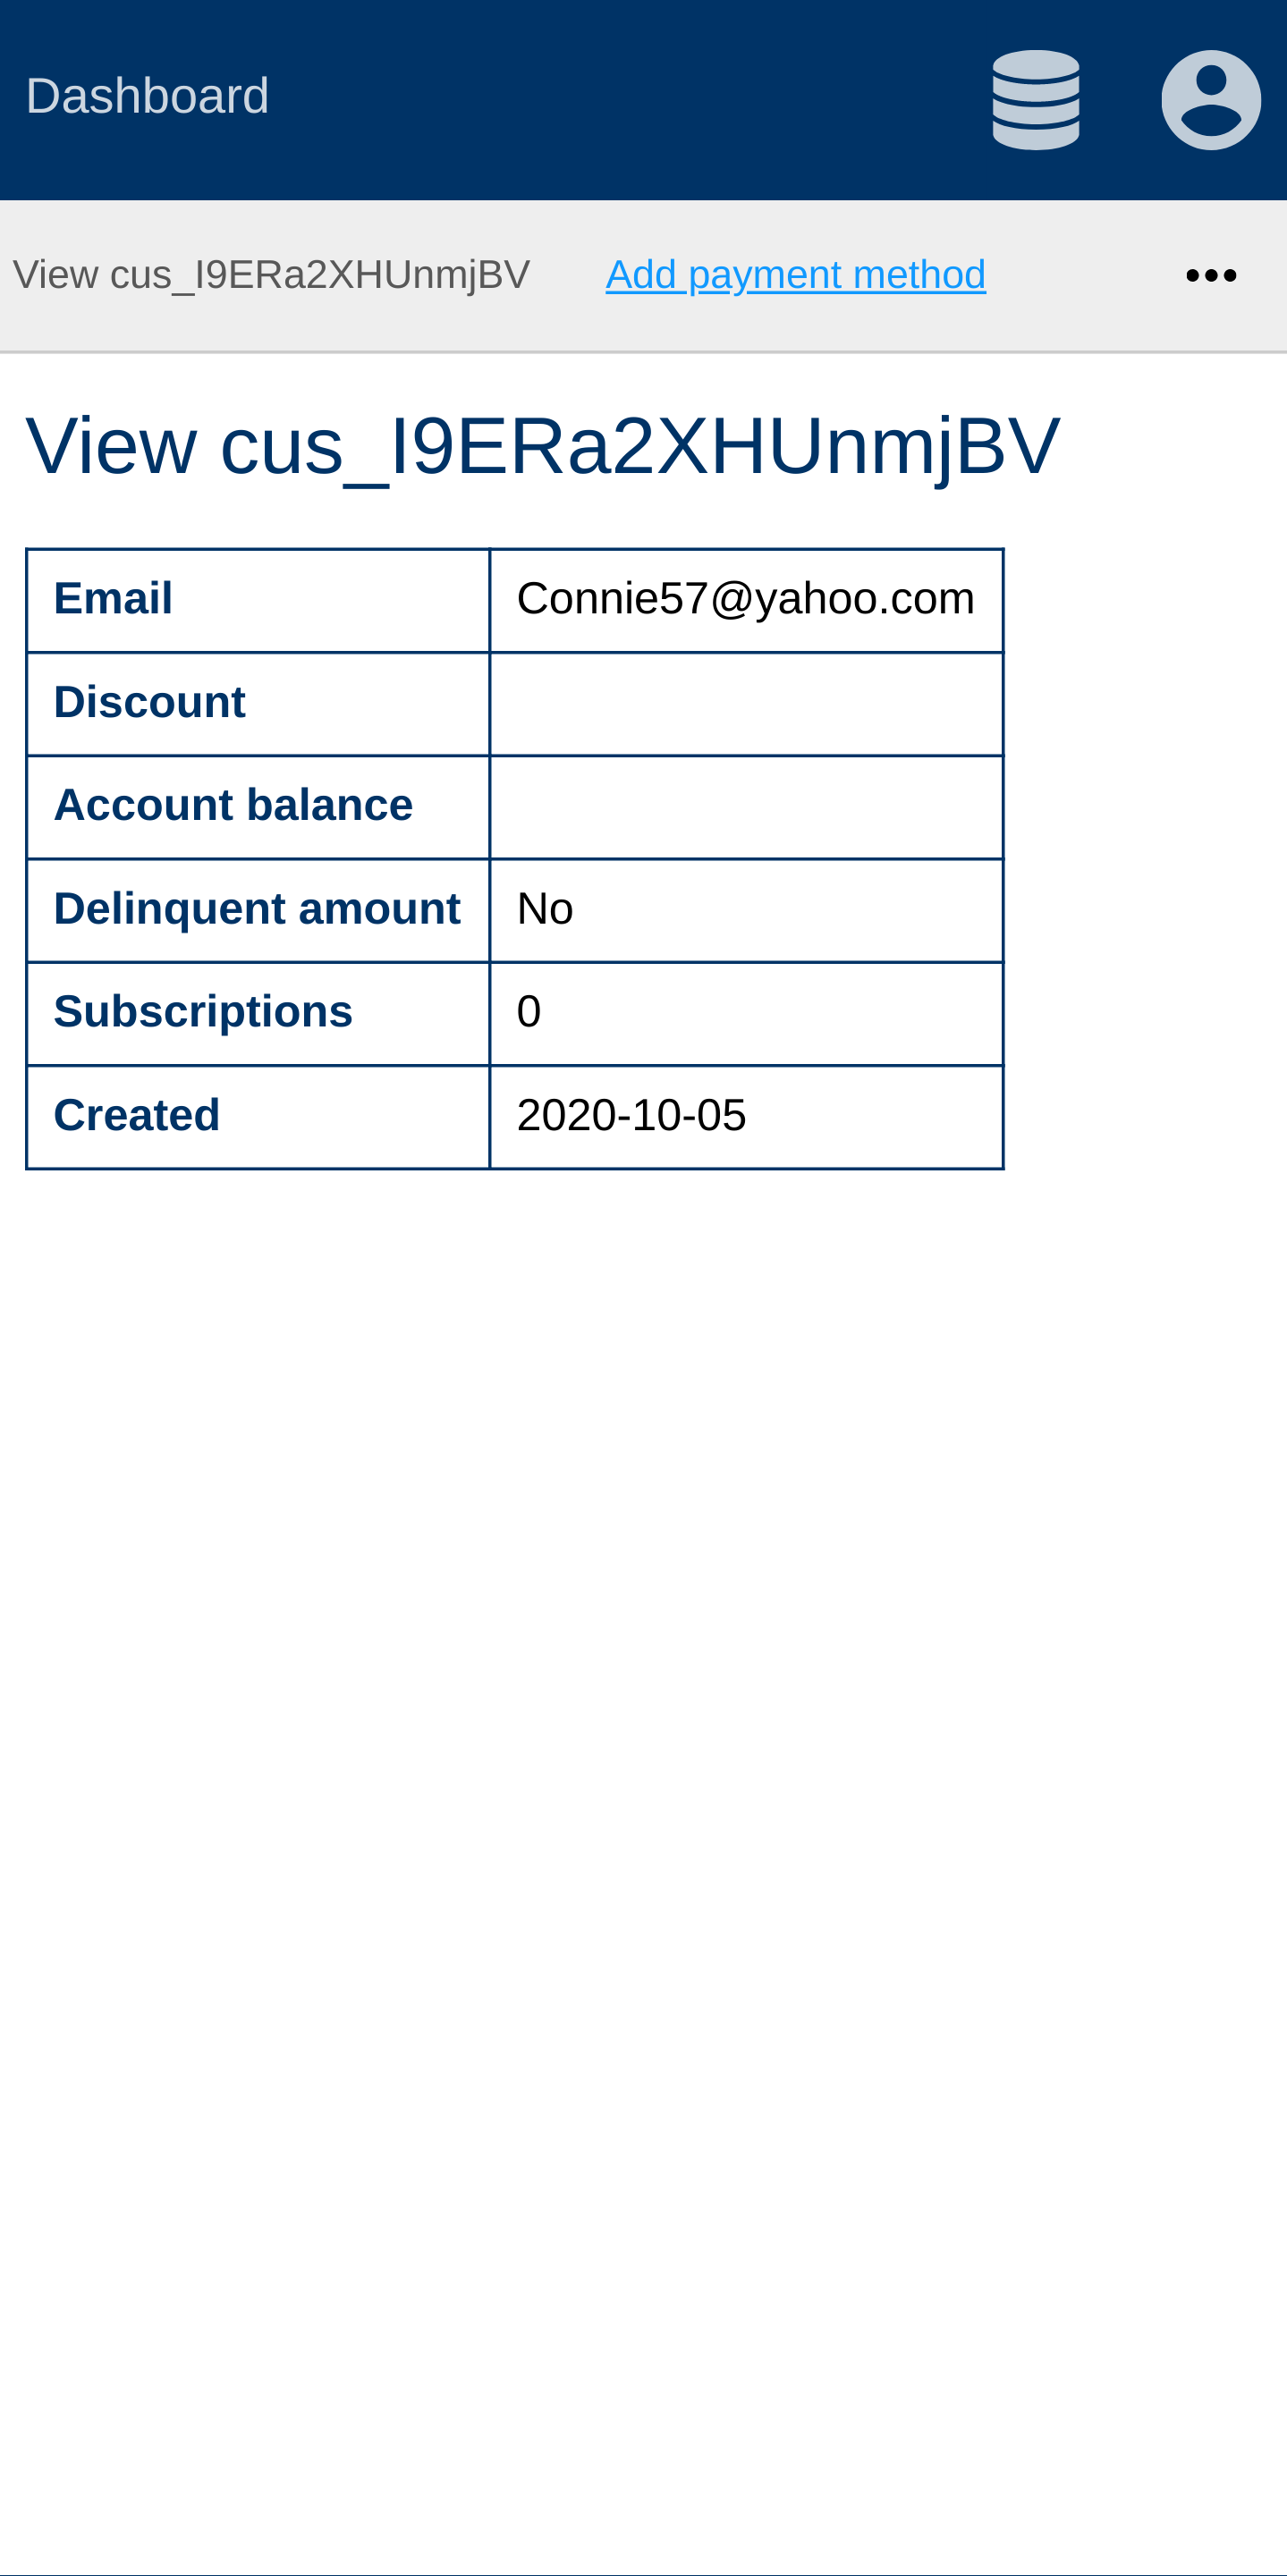 Dashboard
View cus_I9ERa2XHUnmjBV Add payment method •••
View cus_I9ERa2XHUnmjBV
Email Connie57@yahoo.com
Discount
Account balance
Delinquent amount No
Subscriptions 0
Created 2020-10-05